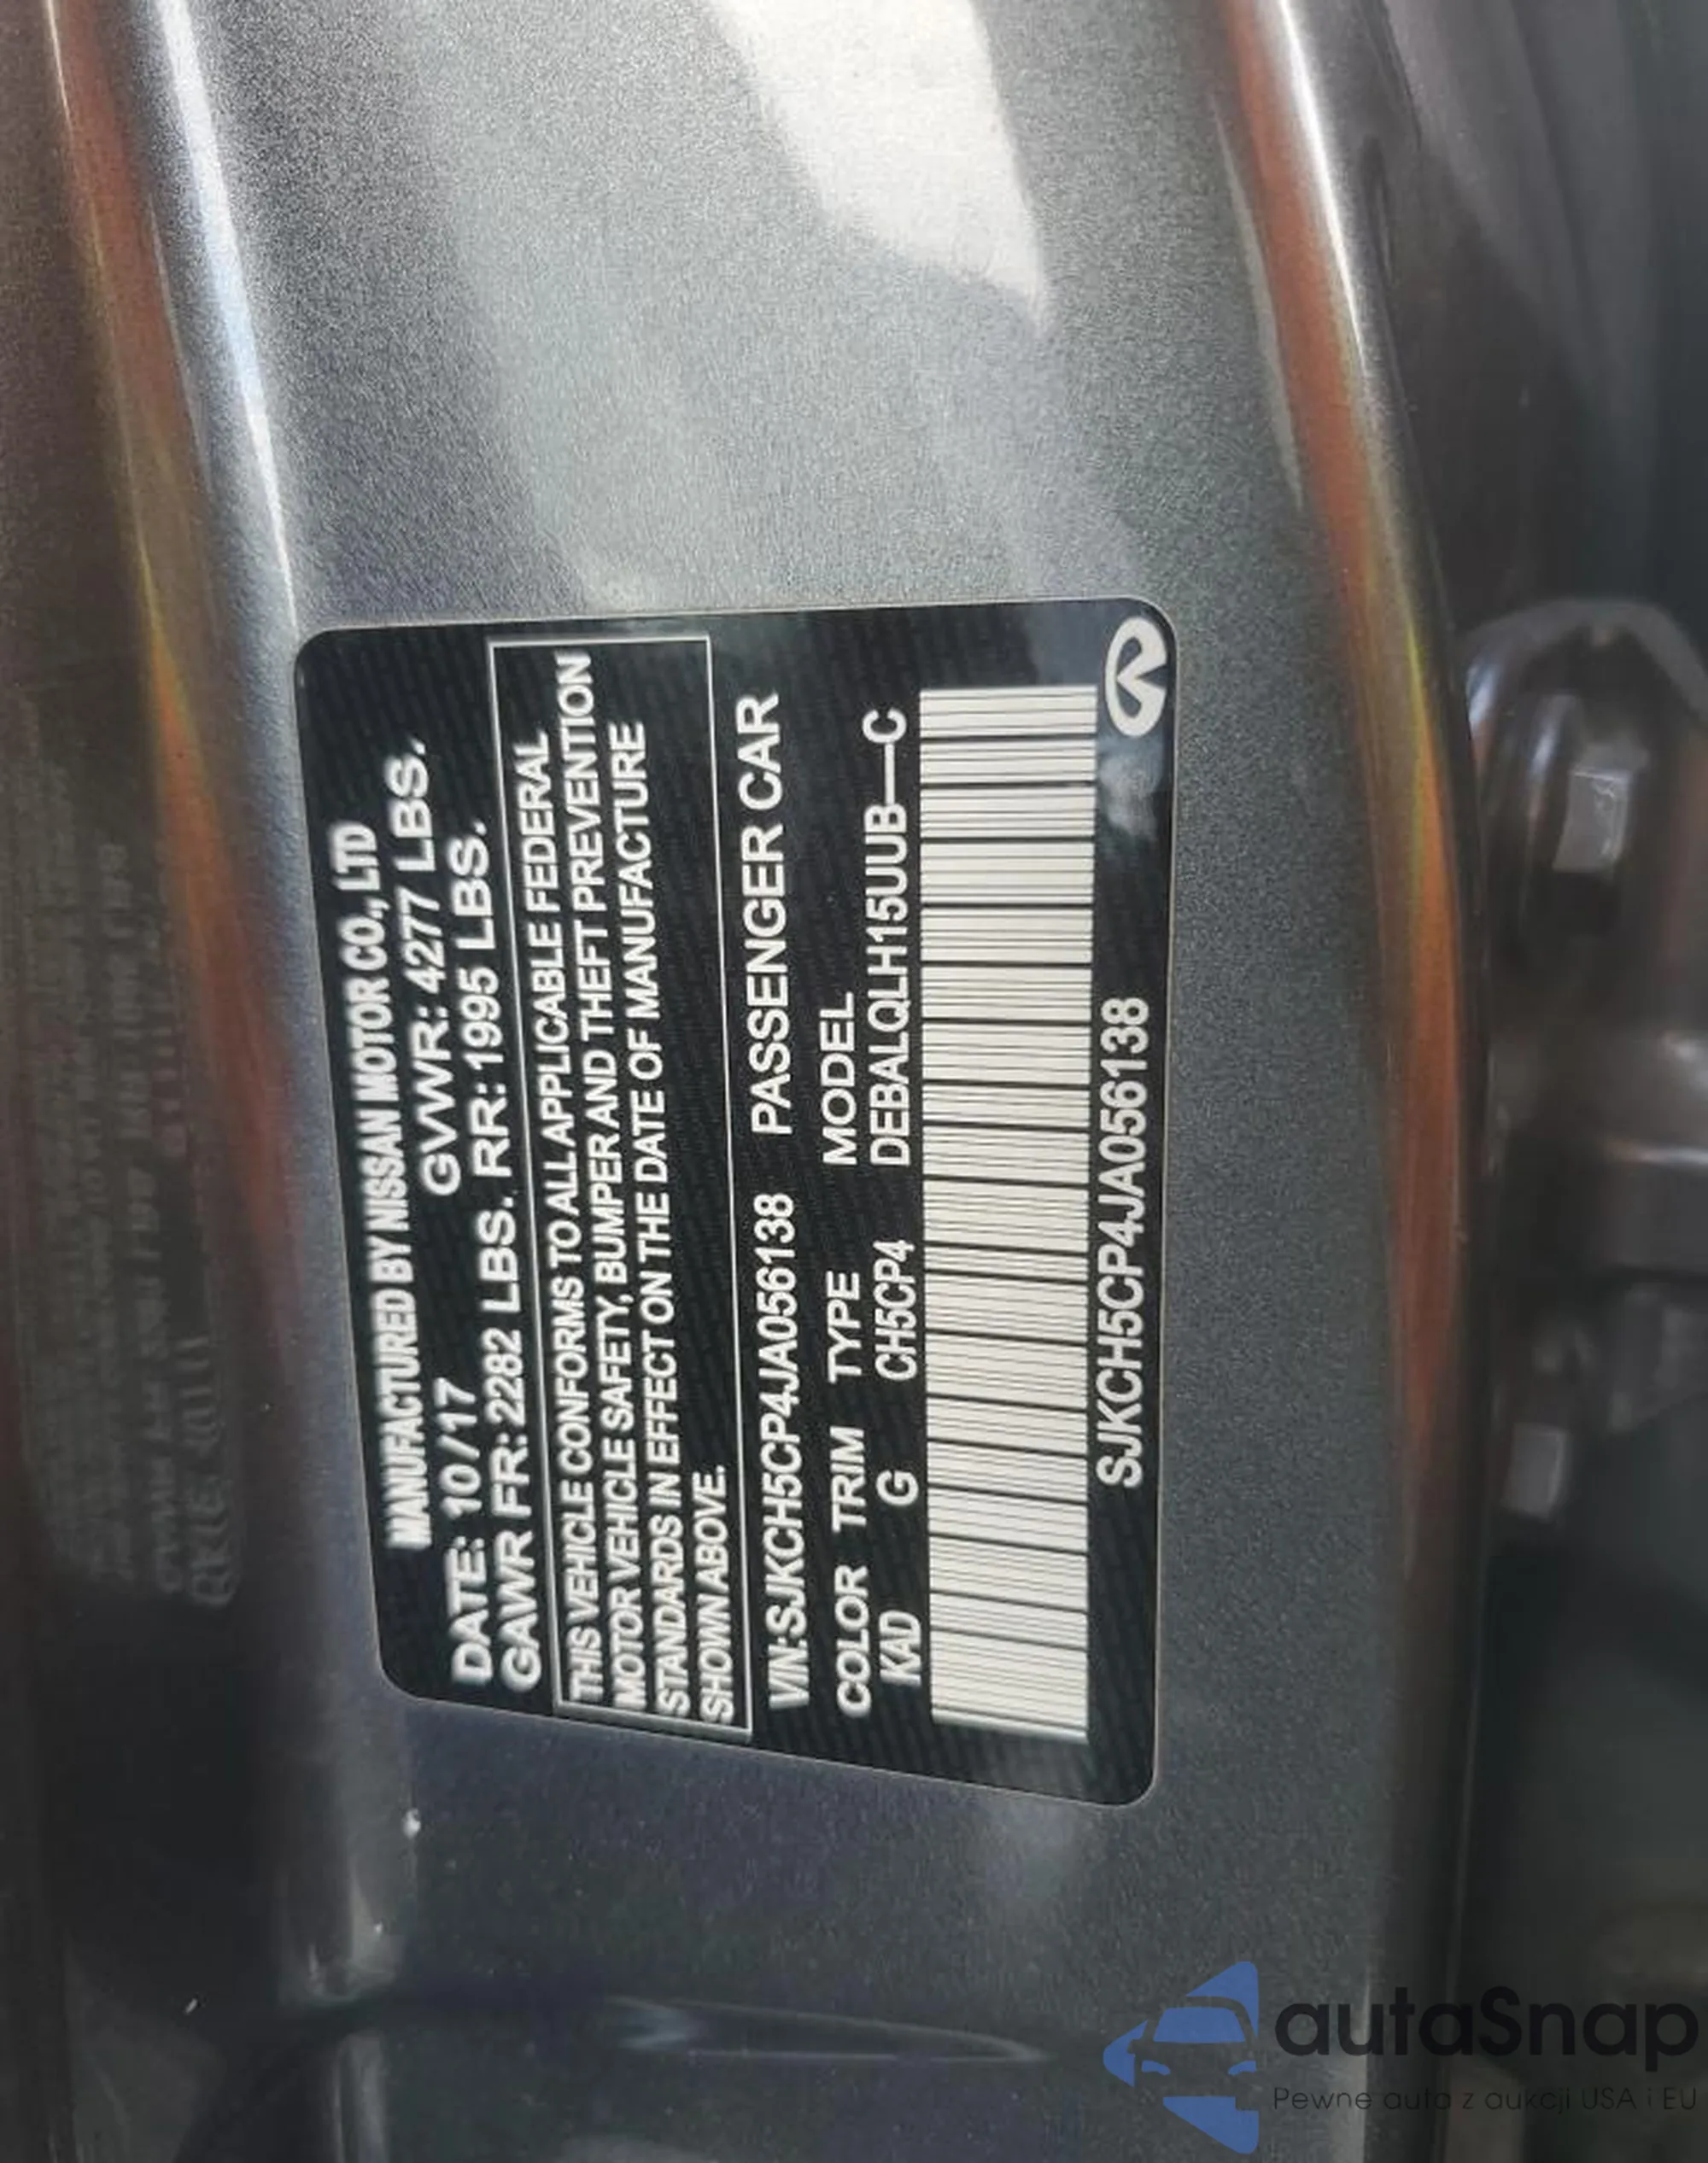 MANUFACTURED BY NISSAN MOTOR CO., LTD
DATE: 10/17 GVWR: 4277 LBS.
GAWR FR: 2282 LBS. RR: 1995 LBS.
THIS VEHICLE CONFORMS TO ALL APPLICABLE FEDERAL
MOTOR VEHICLE SAFETY, BUMPER AND THEFT PREVENTION
STANDARDS IN EFFECT ON THE DATE OF MANUFACTURE
SHOWN ABOVE.
VIN:SJKCH5CP4JA056138 PASSENGER CAR
COLOR TRIM TYPE MODEL
KAD G CH5CP4 DEBALQLH15UUB—C
SJKCH5CP4JA056138
autaSnap
Pewne auto z aukcji USA i EU